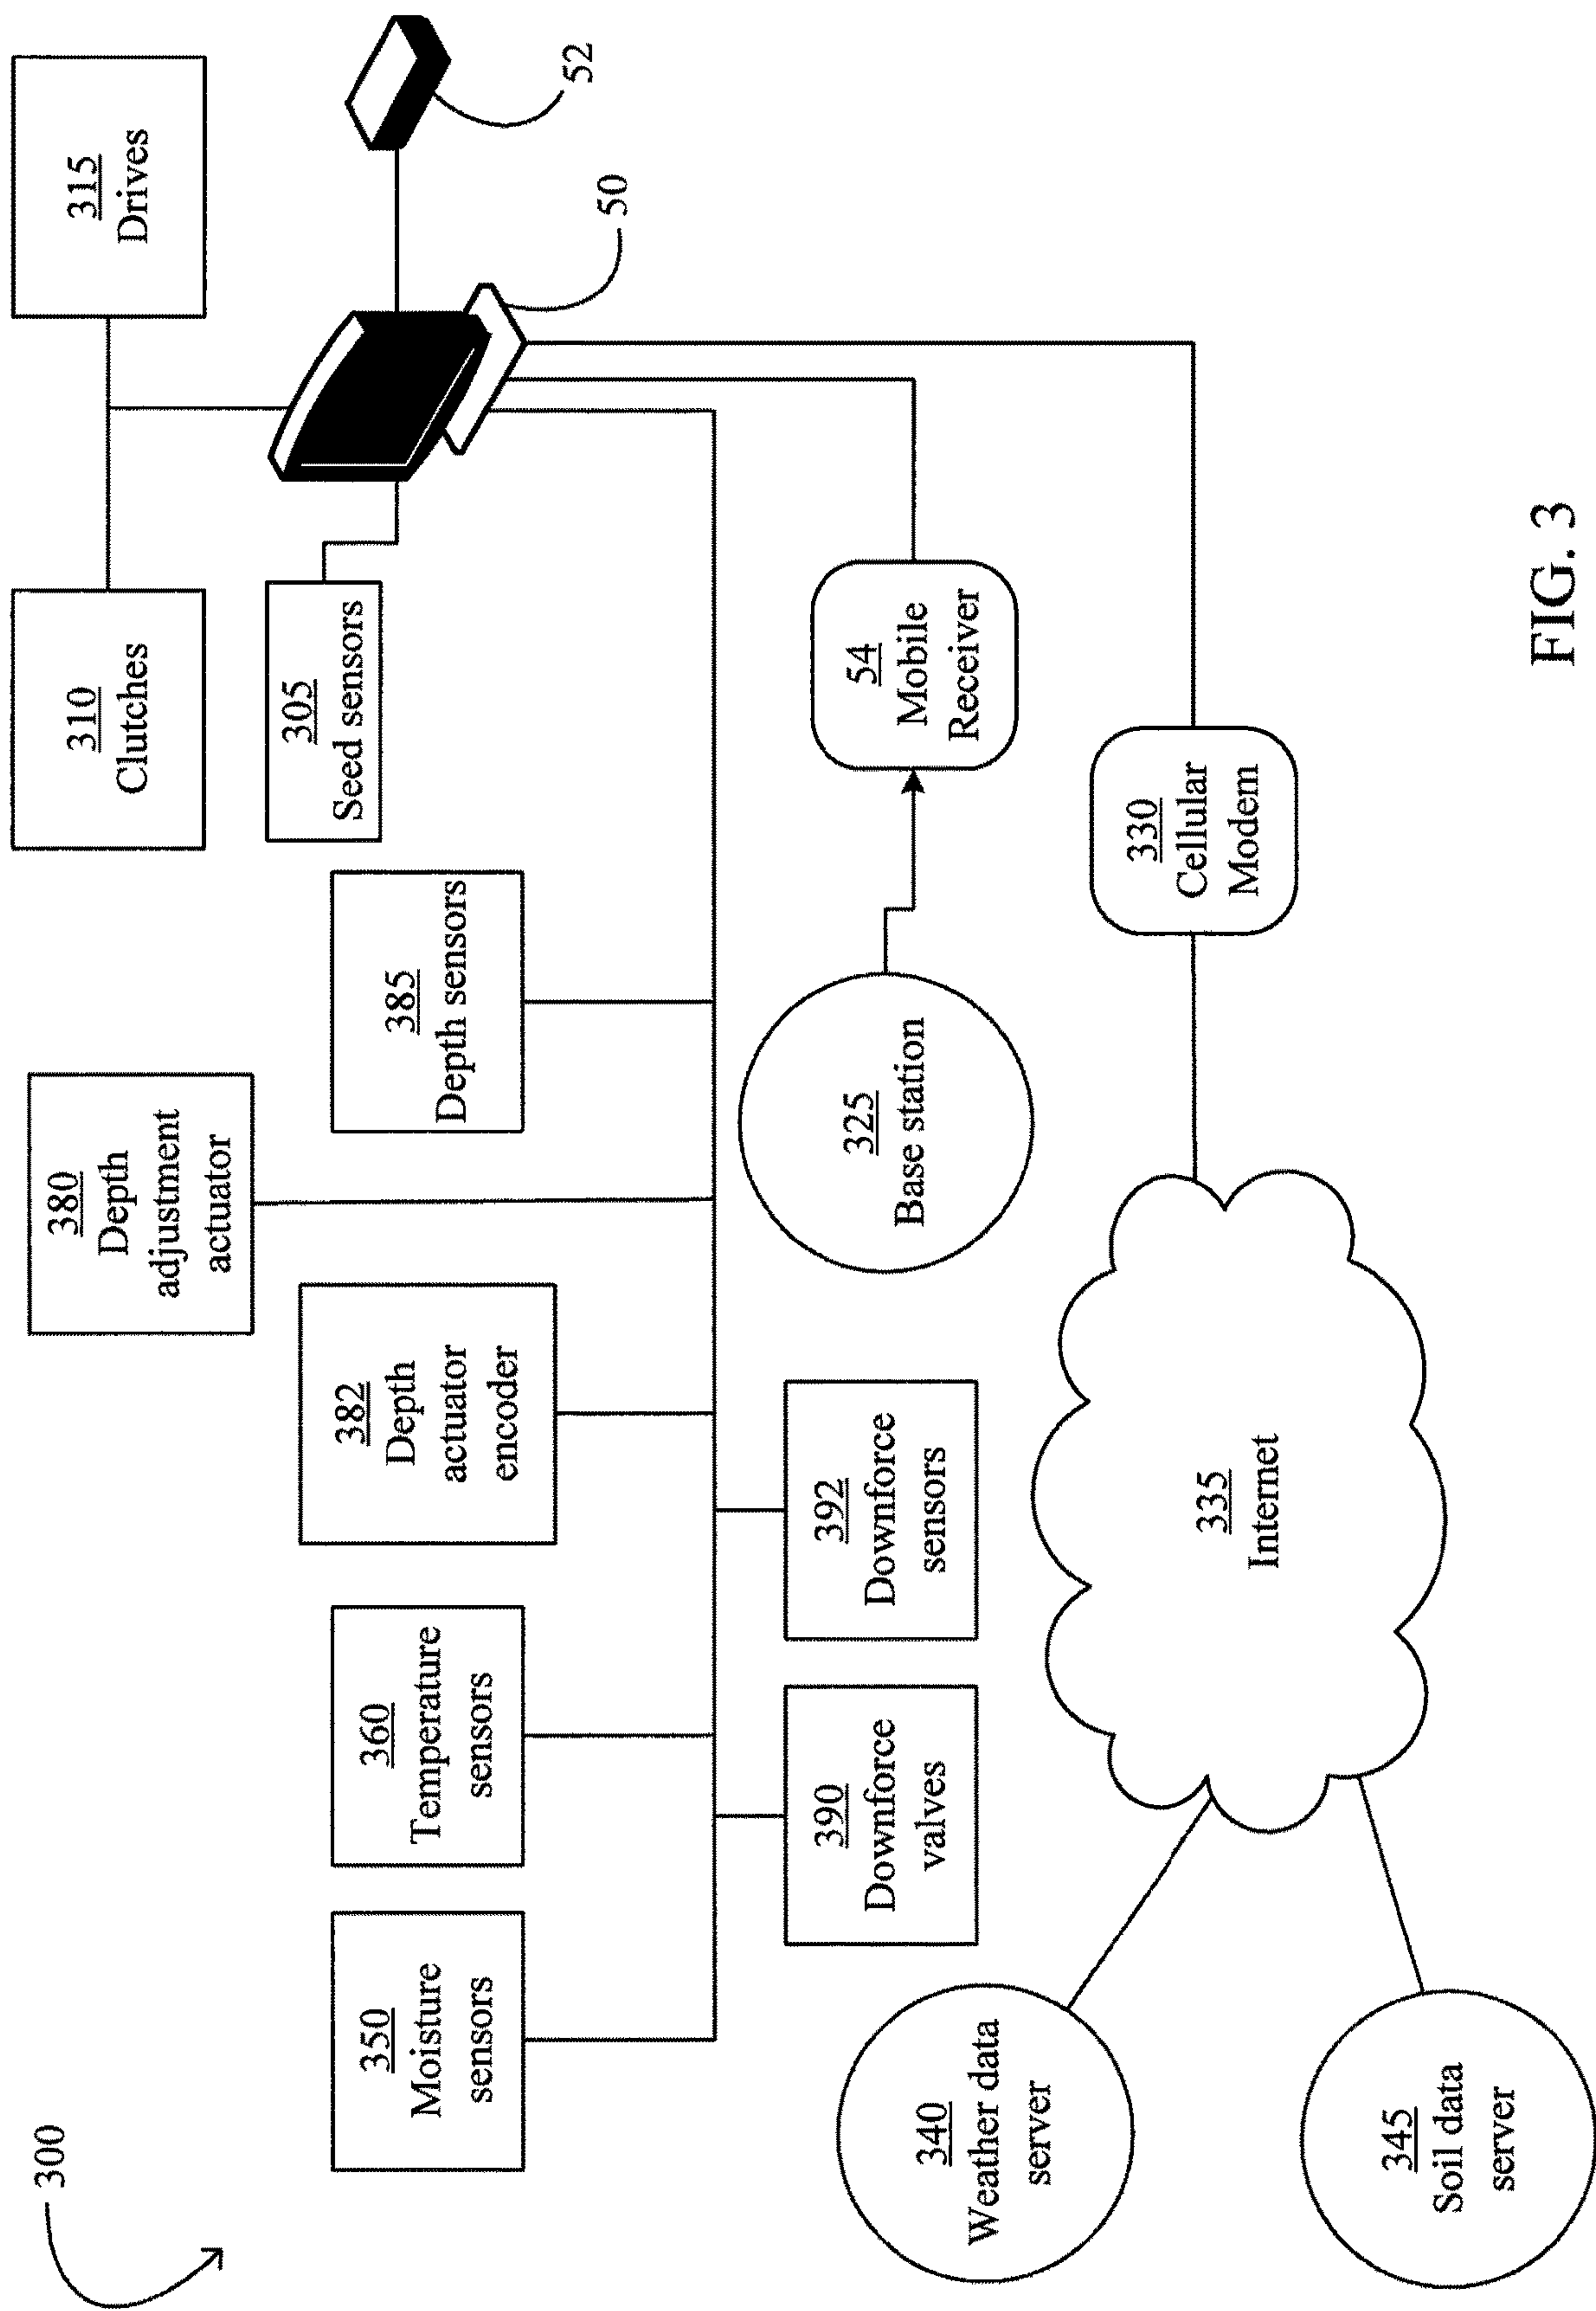 300
350
Moisture
sensors
360
Temperature
sensors
382
Depth
actuator
encoder
380
Depth
adjustment
actuator
385
Depth sensors
310
Clutches
305
Seed sensors
315
Drives
52
50
390
Downforce
valves
392
Downforce
sensors
325
Base station
54
Mobile
Receiver
330
Cellular
Modem
335
Internet
340
Weather data
server
345
Soil data
server
FIG. 3